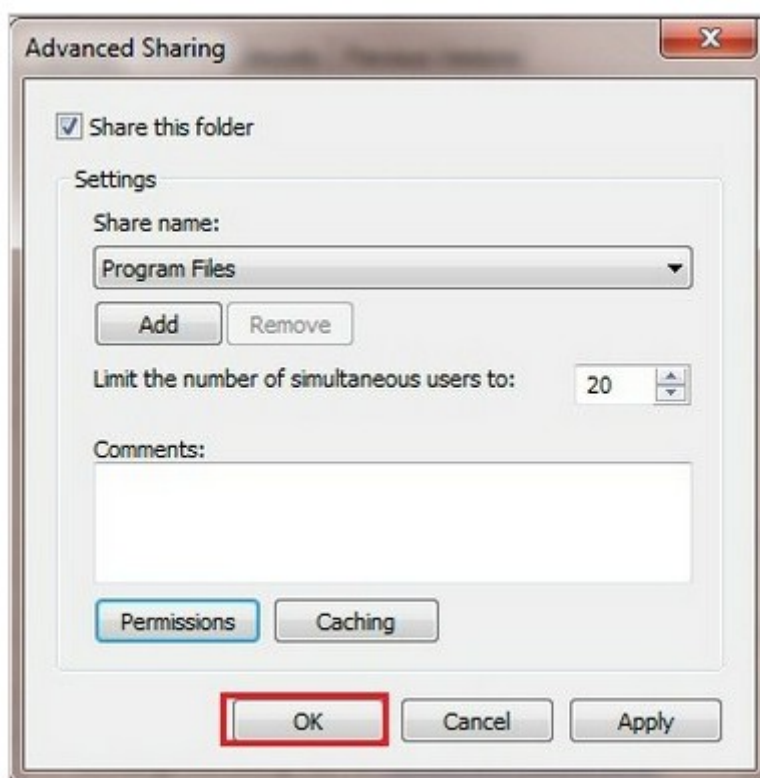 Advanced Sharing
Share this folder
Settings
Share name:
Program Files
Add Remove
Limit the number of simultaneous users to: 20
Comments:
Permissions Caching
OK Cancel Apply